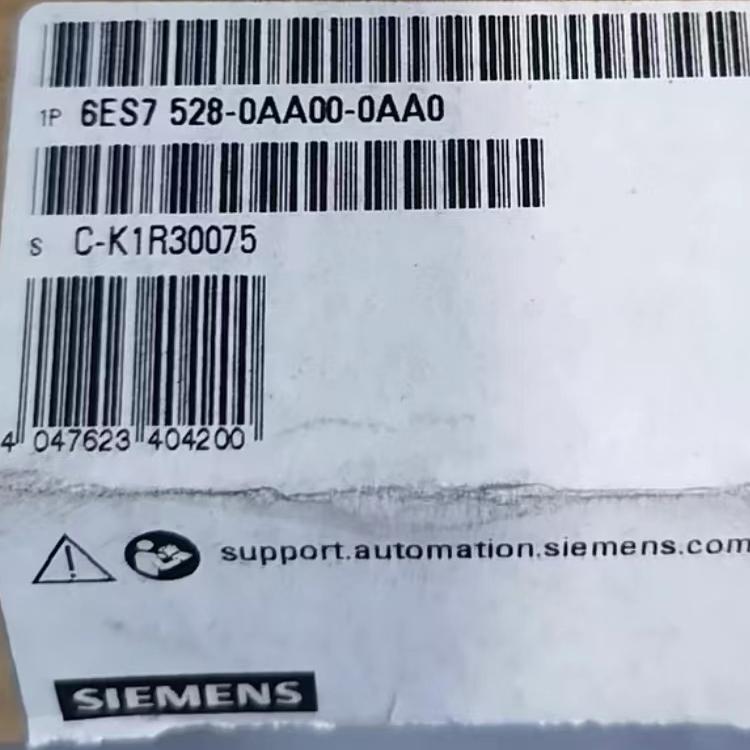 1P 6ES7 528-0AA00-0AA0
S C-K1R30075
4 047623 404200
support.automation.siemens.com
SIEMENS